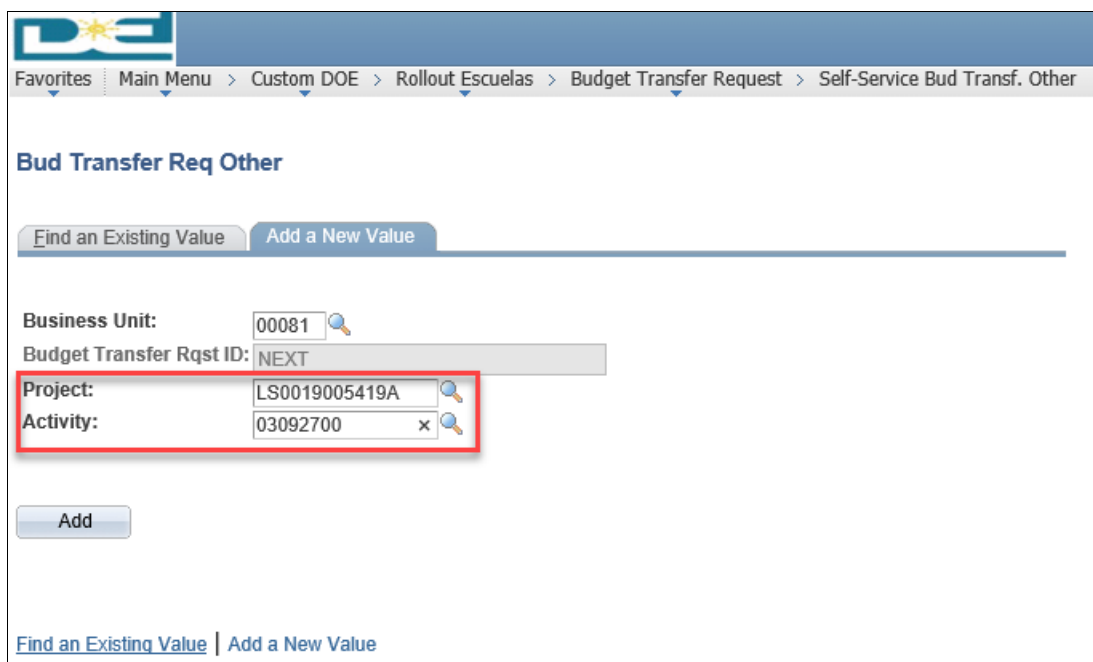 DE
Favorites Main Menu > Custom DOE > Rollout Escuelas > Budget Transfer Request > Self-Service Bud Transf. Other
Bud Transfer Req Other
Find an Existing Value Add a New Value
Business Unit: 00081
Budget Transfer Rqst ID: NEXT
Project: LS0019005419A
Activity: 03092700 ×
Add
Find an Existing Value | Add a New Value